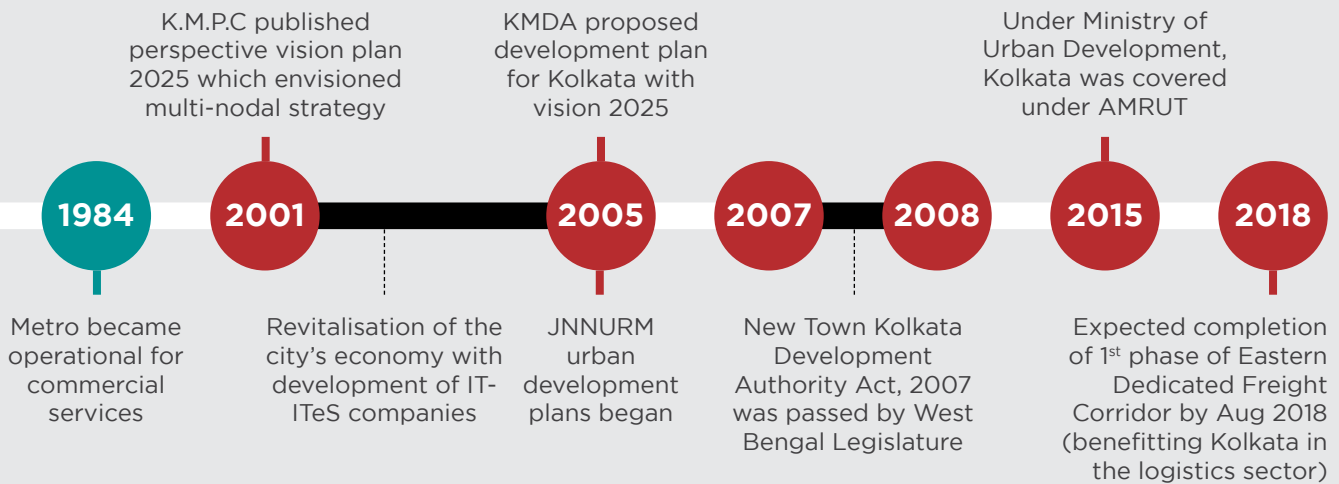 K.M.P.C published
perspective vision plan
2025 which envisioned
multi-nodal strategy
KMDA proposed
development plan
for Kolkata with
vision 2025
Under Ministry of
Urban Development,
Kolkata was covered
under AMRUT
1984
2001
2005
2007
2008
2015
2018
Metro became
operational for
commercial
services
Revitalisation of the
city's economy with
development of IT-
ITeS companies
JNNURM
urban
development
plans began
New Town Kolkata
Development
Authority Act, 2007
was passed by West
Bengal Legislature
Expected completion
of 1st phase of Eastern
Dedicated Freight
Corridor by Aug 2018
(benefitting Kolkata in
the logistics sector)